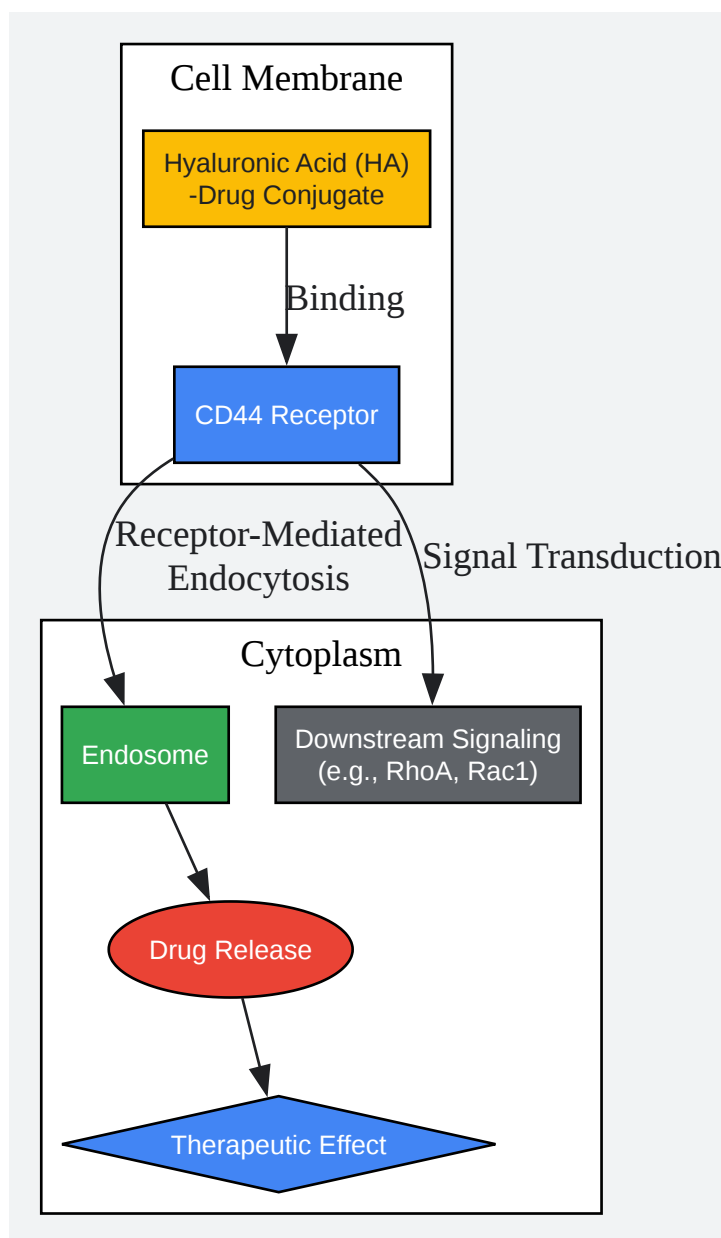 Cell Membrane
Hyaluronic Acid (HA)
-Drug Conjugate
Binding
CD44 Receptor
Receptor-Mediated
Endocytosis
Signal Transduction
Cytoplasm
Endosome
Downstream Signaling
(e.g., RhoA, Rac1)
Drug Release
Therapeutic Effect